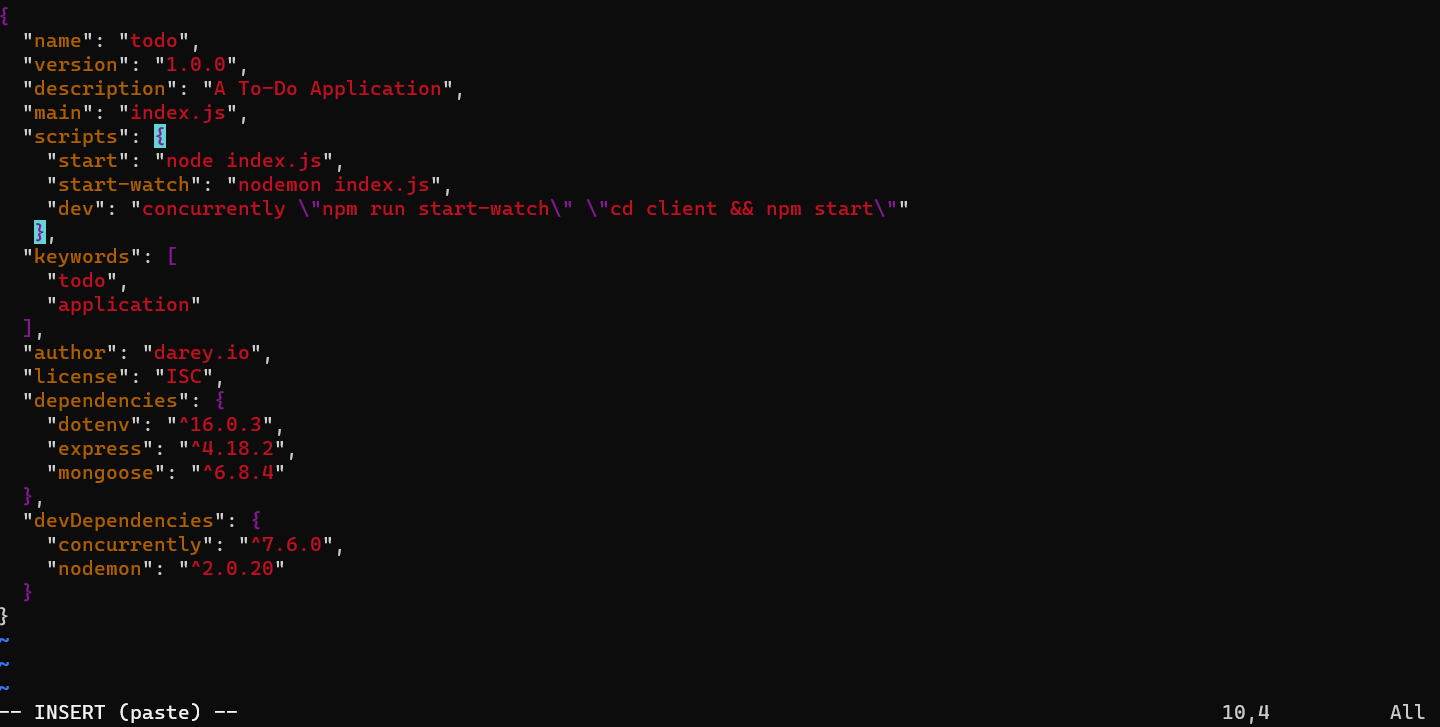 {
  "name": "todo",
  "version": "1.0.0",
  "description": "A To-Do Application",
  "main": "index.js",
  "scripts": {
    "start": "node index.js",
    "start-watch": "nodemon index.js",
    "dev": "concurrently \"npm run start-watch\" \"cd client && npm start\""
   },
  "keywords": [
    "todo",
    "application"
  ],
  "author": "darey.io",
  "license": "ISC",
  "dependencies": {
    "dotenv": "^16.0.3",
    "express": "^4.18.2",
    "mongoose": "^6.8.4"
  },
  "devDependencies": {
    "concurrently": "^7.6.0",
    "nodemon": "^2.0.20"
  }
}
~
~
~
-- INSERT (paste) -- 10,4 All